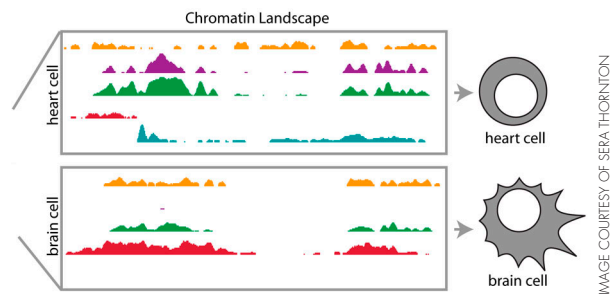 Chromatin Landscape
heart cell
heart cell
brain cell
brain cell
IMAGE COURTESY OF SERA THORNTON